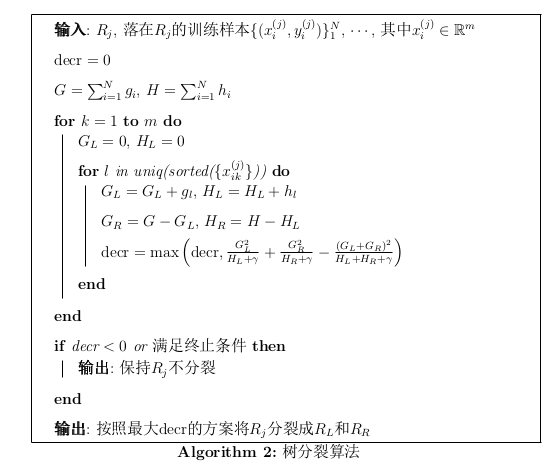 输入: $R_j$, 落在$R_j$的训练样本$\{(x_i^{(j)}, y_i^{(j)})\}_1^N$, ⋯, 其中$x_i^{(j)} \in \mathbb{R}^m$
decr = 0
$G = \sum_{i=1}^N g_i$, $H = \sum_{i=1}^N h_i$
for $k = 1$ to $m$ do
$G_L = 0$, $H_L = 0$
for $l$ in uniq(sorted($\{x_{ik}^{(j)}\}$)) do
$G_L = G_L + g_l$, $H_L = H_L + h_l$
$G_R = G - G_L$, $H_R = H - H_L$
$\text{decr} = \max\left(\text{decr}, \frac{G_L^2}{H_L+\gamma} + \frac{G_R^2}{H_R+\gamma} - \frac{(G_L+G_R)^2}{H_L+H_R+\gamma}\right)$
end
end
if decr < 0 or 满足终止条件 then
输出: 保持$R_j$不分裂
end
输出: 按照最大decr的方案将$R_j$分裂成$R_L$和$R_R$
Algorithm 2: 树分裂算法